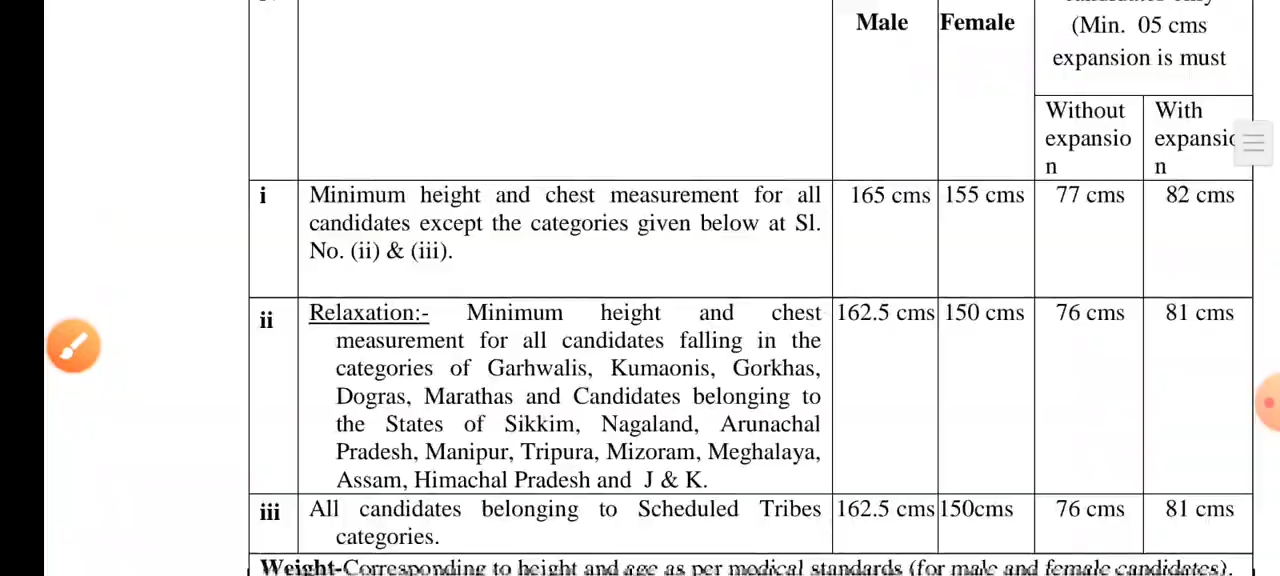 candidates only
Male Female (Min. 05 cms
expansion is must
Without With
expansio expansio
n n
i Minimum height and chest measurement for all 165 cms 155 cms 77 cms 82 cms
candidates except the categories given below at Sl.
No. (ii) & (iii).
ii Relaxation:- Minimum height and chest 162.5 cms 150 cms 76 cms 81 cms
measurement for all candidates falling in the
categories of Garhwalis, Kumaonis, Gorkhas,
Dogras, Marathas and Candidates belonging to
the States of Sikkim, Nagaland, Arunachal
Pradesh, Manipur, Tripura, Mizoram, Meghalaya,
Assam, Himachal Pradesh and J & K.
iii All candidates belonging to Scheduled Tribes 162.5 cms 150cms 76 cms 81 cms
categories.
Weight-Corresponding to height and age as per medical standards (for male and female candidates).